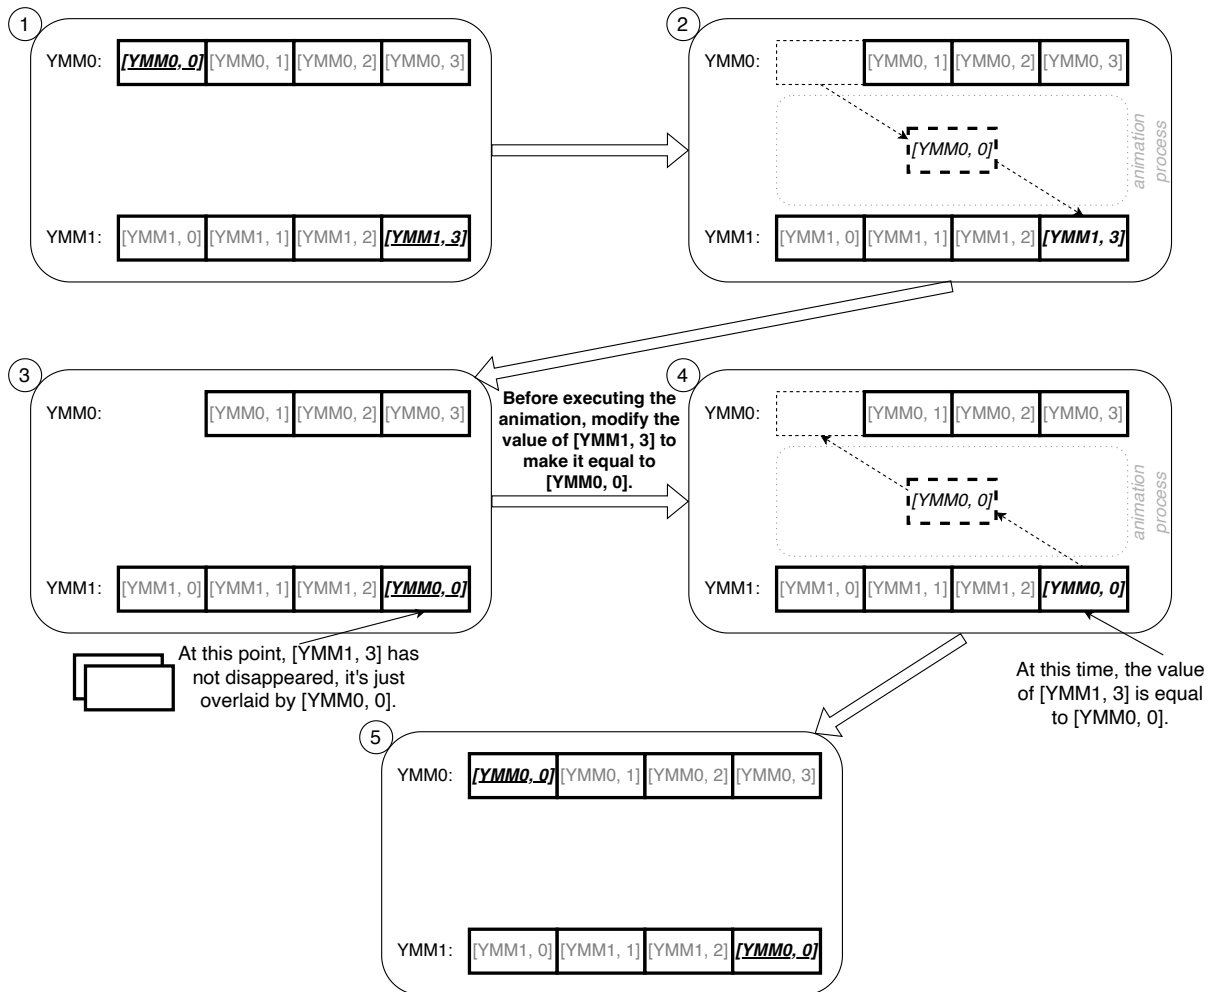 1
YMM0: [YMM0, 0] [YMM0, 1] [YMM0, 2] [YMM0, 3]
YMM1: [YMM1, 0] [YMM1, 1] [YMM1, 2] [YMM1, 3]
2
YMM0: [YMM0, 1] [YMM0, 2] [YMM0, 3]
[YMM0, 0]
animation
process
YMM1: [YMM1, 0] [YMM1, 1] [YMM1, 2] [YMM1, 3]
3
YMM0: [YMM0, 1] [YMM0, 2] [YMM0, 3]
YMM1: [YMM1, 0] [YMM1, 1] [YMM1, 2] [YMM0, 0]
At this point, [YMM1, 3] has
not disappeared, it's just
overlaid by [YMM0, 0].
Before executing the
animation, modify the
value of [YMM1, 3] to
make it equal to
[YMM0, 0].
4
YMM0: [YMM0, 1] [YMM0, 2] [YMM0, 3]
[YMM0, 0]
animation
process
YMM1: [YMM1, 0] [YMM1, 1] [YMM1, 2] [YMM0, 0]
At this time, the value
of [YMM1, 3] is equal
to [YMM0, 0].
5
YMM0: [YMM0, 0] [YMM0, 1] [YMM0, 2] [YMM0, 3]
YMM1: [YMM1, 0] [YMM1, 1] [YMM1, 2] [YMM0, 0]